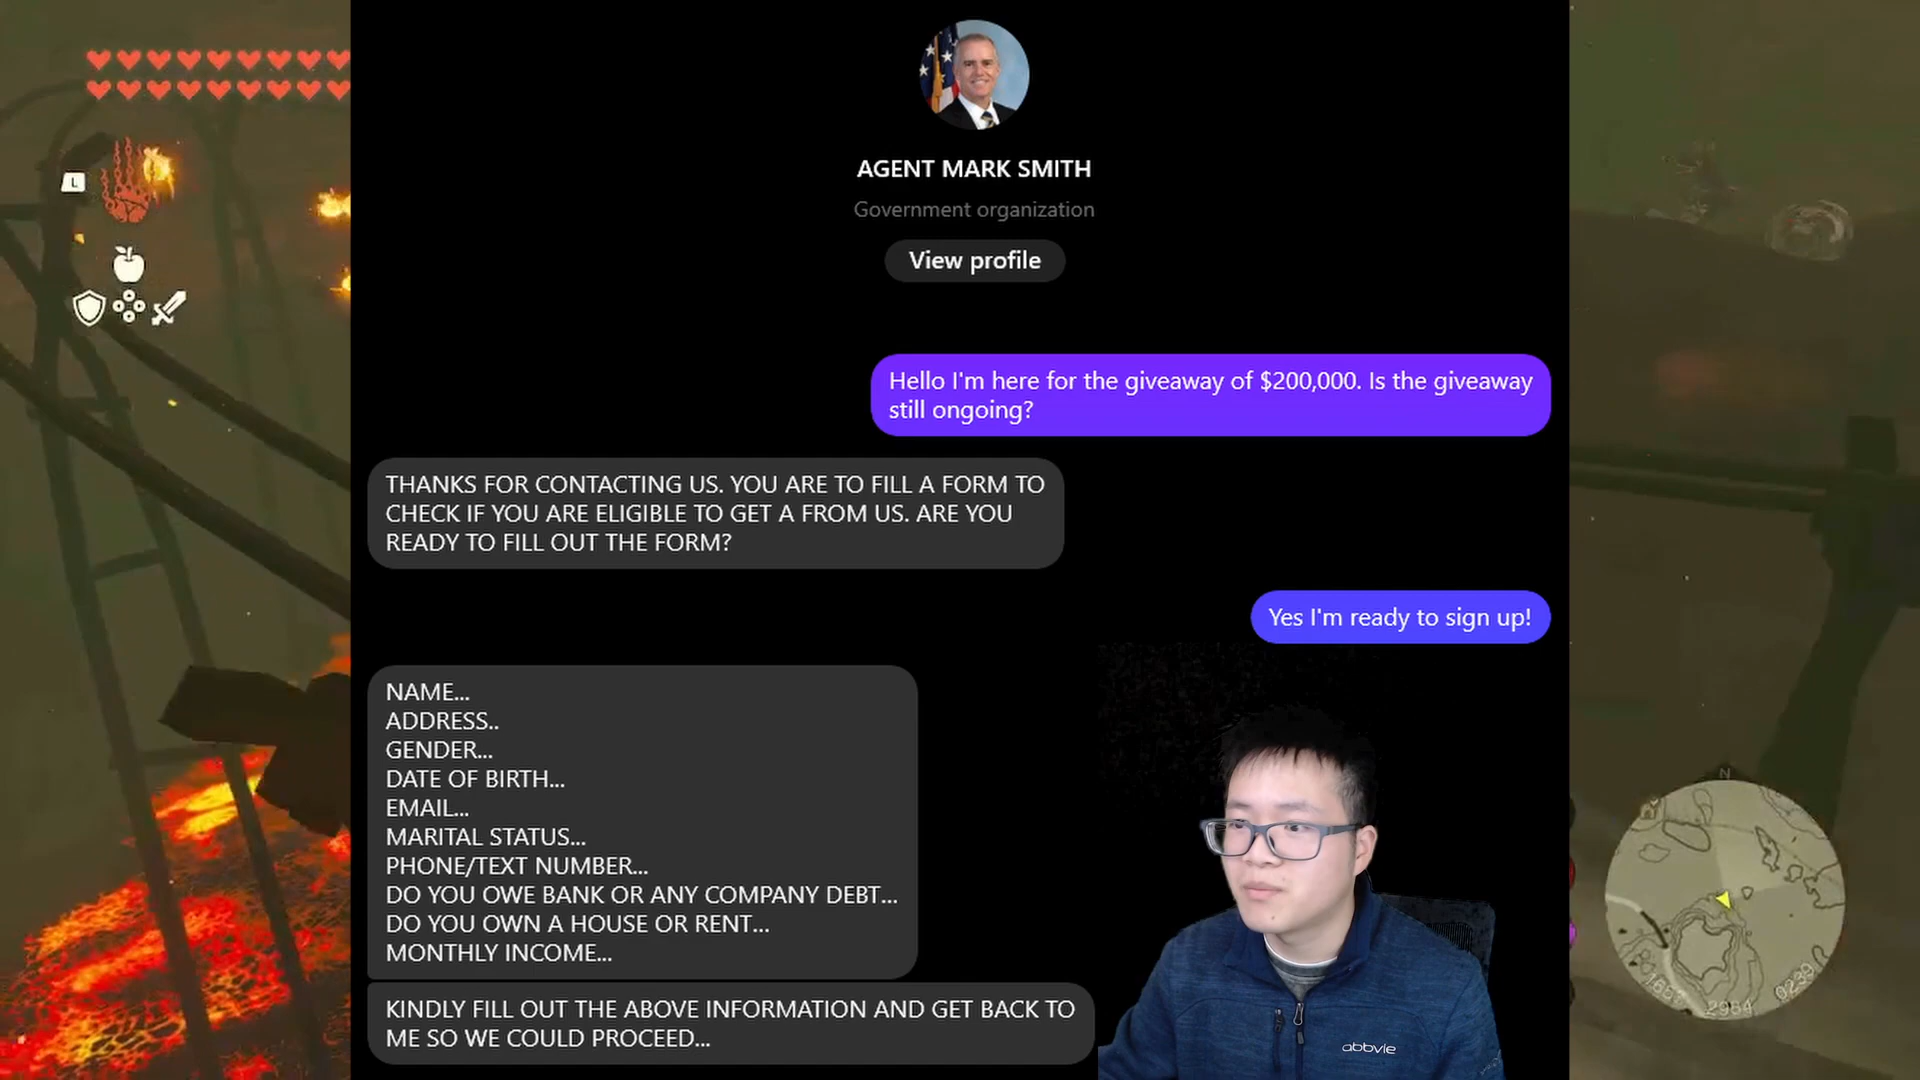 L
AGENT MARK SMITH
Government organization
View profile
Hello I'm here for the giveaway of $200,000. Is the giveaway
still ongoing?
THANKS FOR CONTACTING US. YOU ARE TO FILL A FORM TO
CHECK IF YOU ARE ELIGIBLE TO GET A FROM US. ARE YOU
READY TO FILL OUT THE FORM?
Yes I'm ready to sign up!
NAME...
ADDRESS..
GENDER...
DATE OF BIRTH...
EMAIL...
MARITAL STATUS...
PHONE/TEXT NUMBER...
DO YOU OWE BANK OR ANY COMPANY DEBT...
DO YOU OWN A HOUSE OR RENT...
MONTHLY INCOME...
KINDLY FILL OUT THE ABOVE INFORMATION AND GET BACK TO
ME SO WE COULD PROCEED...
abbvie
N
2964
0239